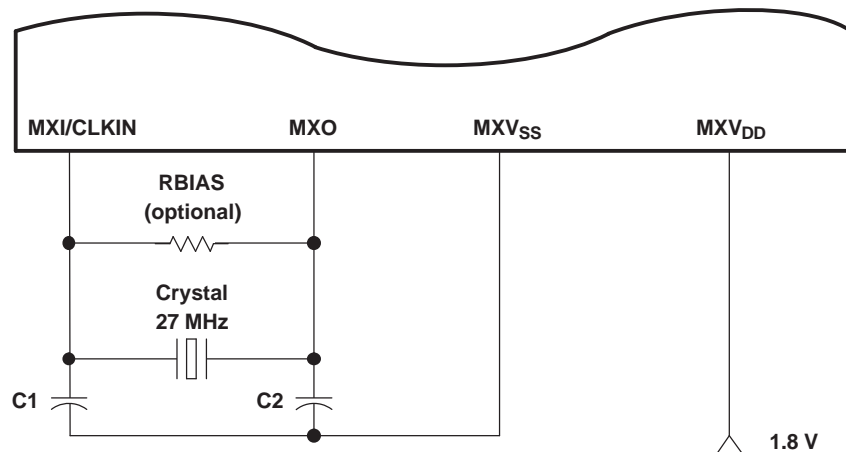 MXI/CLKIN MXO MXVSS MXVDD
RBIAS
(optional)
Crystal
27 MHz
C1 C2
1.8 V